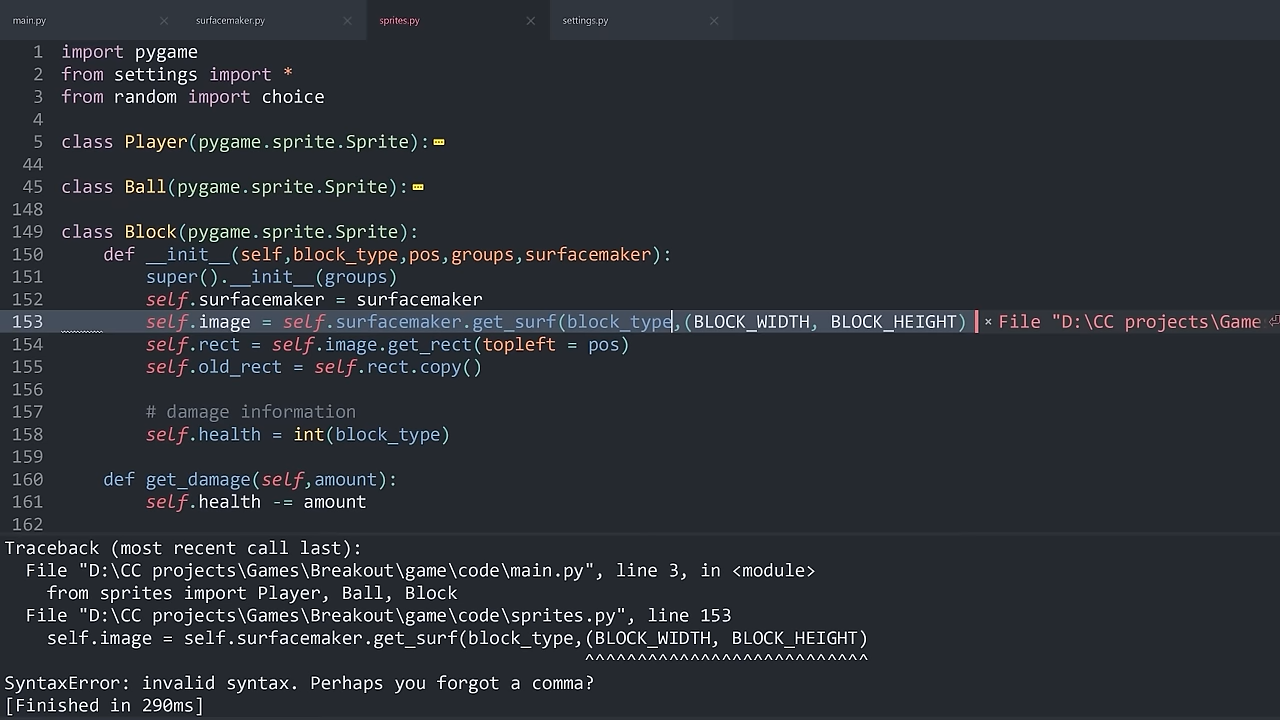 main.py × surfacemaker.py × sprites.py × settings.py ×
1 import pygame
2 from settings import *
3 from random import choice
4
5 class Player(pygame.sprite.Sprite):
44
45 class Ball(pygame.sprite.Sprite):
148
149 class Block(pygame.sprite.Sprite):
150 def __init__(self,block_type,pos,groups,surfacemaker):
151 super().__init__(groups)
152 self.surfacemaker = surfacemaker
153 self.image = self.surfacemaker.get_surf(block_type,(BLOCK_WIDTH, BLOCK_HEIGHT) × File "D:\CC projects\Game
154 self.rect = self.image.get_rect(topleft = pos)
155 self.old_rect = self.rect.copy()
156
157 # damage information
158 self.health = int(block_type)
159
160 def get_damage(self,amount):
161 self.health -= amount
162
Traceback (most recent call last):
File "D:\CC projects\Games\Breakout\game\code\main.py", line 3, in <module>
from sprites import Player, Ball, Block
File "D:\CC projects\Games\Breakout\game\code\sprites.py", line 153
self.image = self.surfacemaker.get_surf(block_type,(BLOCK_WIDTH, BLOCK_HEIGHT)
^^^^^^^^^^^^^^^^^^^^^^^^^^^
SyntaxError: invalid syntax. Perhaps you forgot a comma?
[Finished in 290ms]